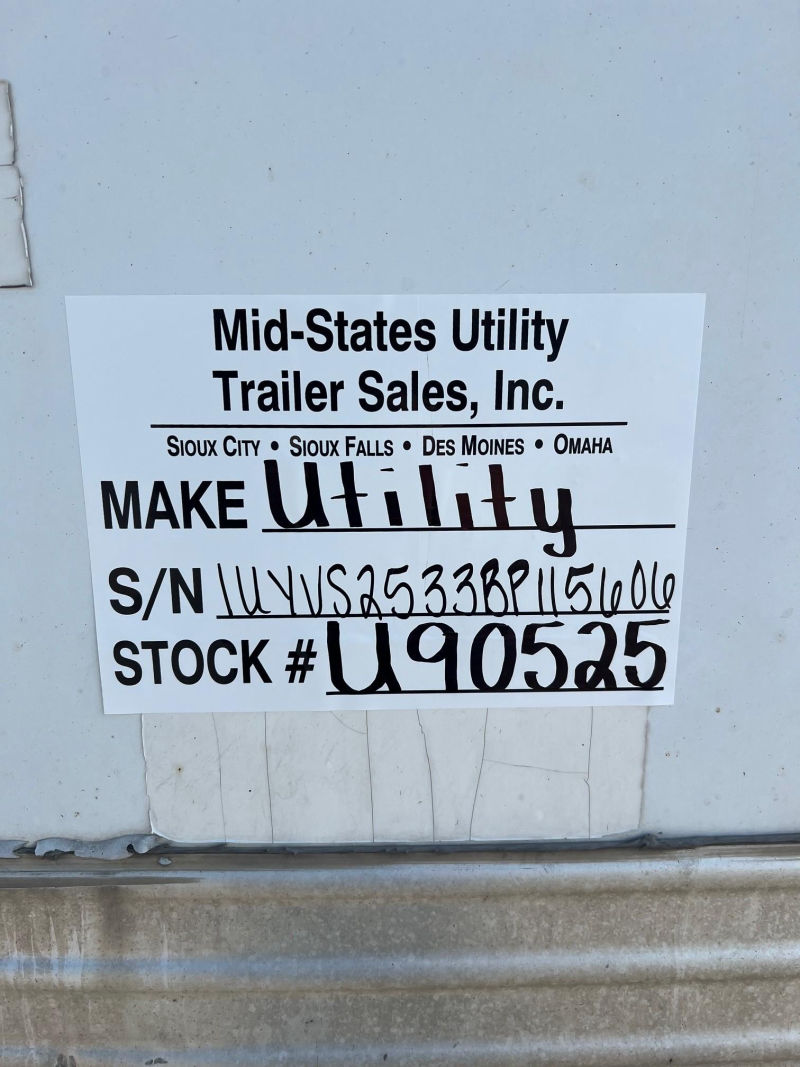 Mid-States Utility
Trailer Sales, Inc.
SIOUX CITY • SIOUX FALLS • DES MOINES • OMAHA
MAKE Utility
S/N 1UYVS2533BP115606
STOCK # U90525